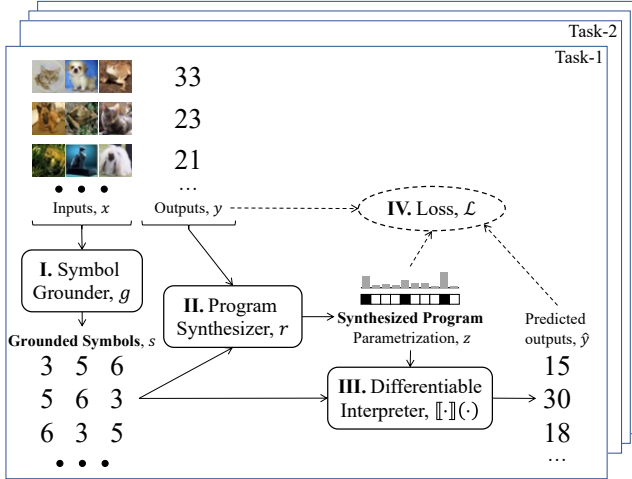 Task-2
Task-1
33
23
21
...
Inputs, x
Outputs, y
IV. Loss, ℒ
I. Symbol
Grounder, g
II. Program
Synthesizer, r
Synthesized Program
Parametrization, z
Predicted
outputs, ŷ
Grounded Symbols, s
3 5 6
5 6 3
6 3 5
III. Differentiable
Interpreter, ⟦·⟧(·)
15
30
18
...